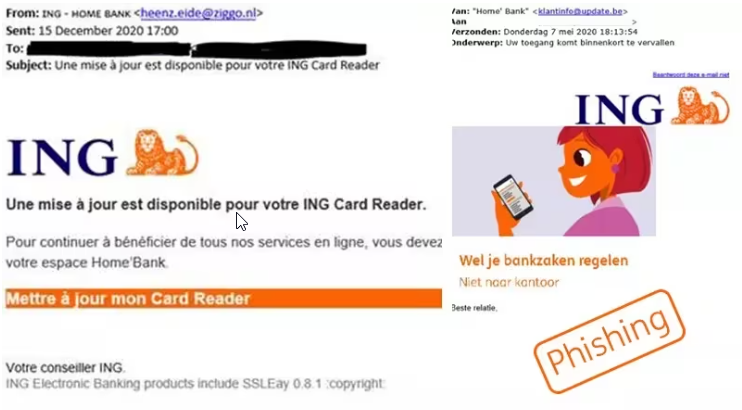 From: ING - HOME BANK <heenz.eide@ziggo.nl>
Sent: 15 December 2020 17:00
To:
Subject: Une mise à jour est disponible pour votre ING Card Reader
ING
Une mise à jour est disponible pour votre ING Card Reader.
Pour continuer à bénéficier de tous nos services en ligne, vous devez
votre espace Home'Bank.
Mettre à jour mon Card Reader
Votre conseiller ING.
ING Electronic Banking products include SSLEay 0.8.1 :copyright:
Van: "Home' Bank" <klantinfo@update.be>
Aan >
Verzonden: Donderdag 7 mei 2020 18:13:54
Onderwerp: Uw toegang komt binnenkort te vervallen
Beantwoord deze e-mail niet
ING
Wel je bankzaken regelen
Niet naar kantoor
Beste relatie,
Phishing